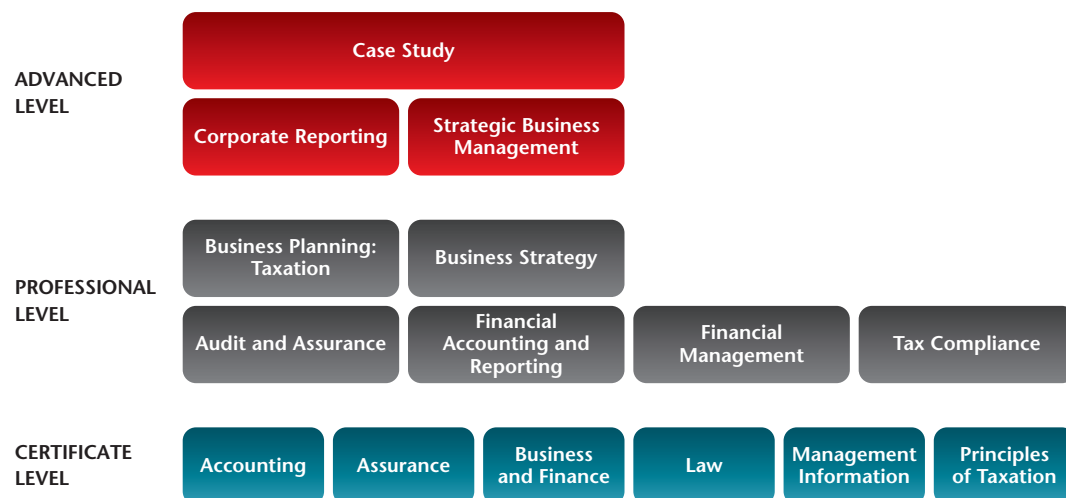 Case Study
ADVANCED
LEVEL
Corporate Reporting
Strategic Business
Management
Business Planning:
Taxation
Business Strategy
PROFESSIONAL
LEVEL
Audit and Assurance
Financial
Accounting and
Reporting
Financial
Management
Tax Compliance
CERTIFICATE
LEVEL
Accounting
Assurance
Business
and Finance
Law
Management
Information
Principles
of Taxation